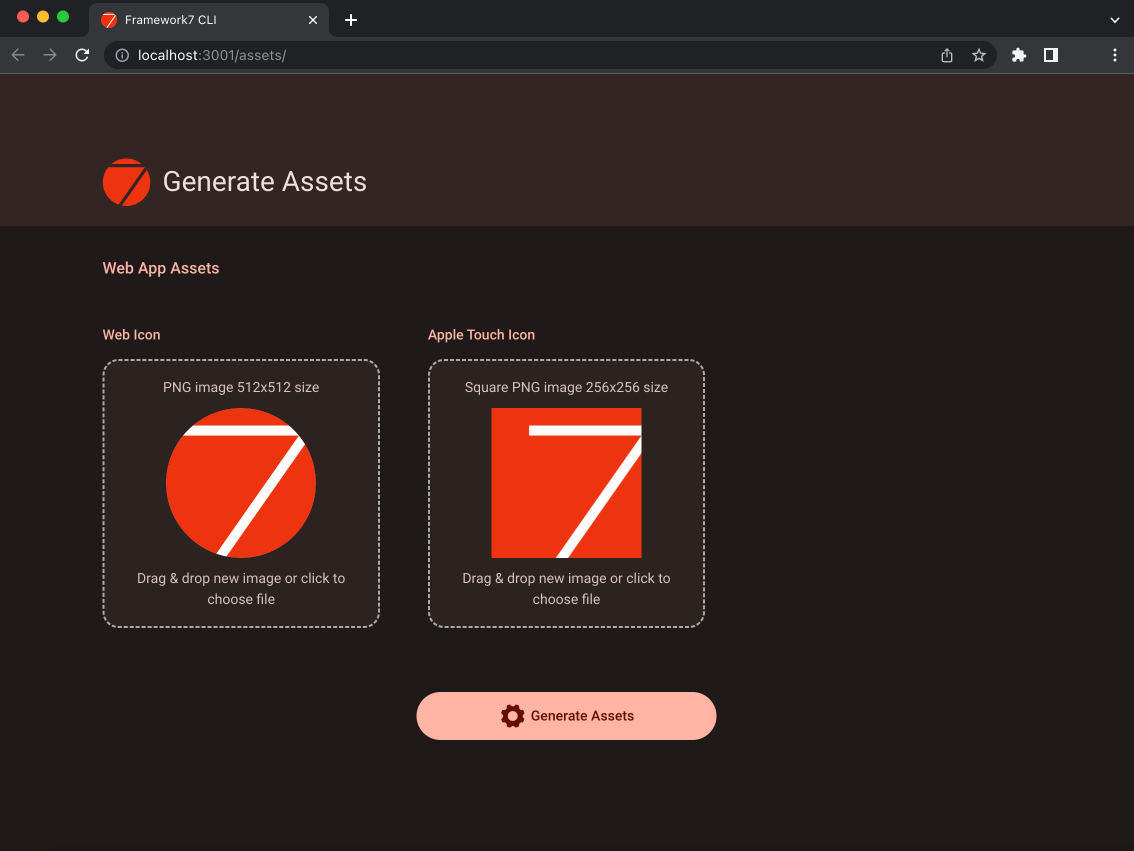 Framework7 CLI
localhost:3001/assets/
Generate Assets
Web App Assets
Web Icon
Apple Touch Icon
PNG image 512x512 size
Square PNG image 256x256 size
Drag & drop new image or click to
choose file
Drag & drop new image or click to
choose file
Generate Assets